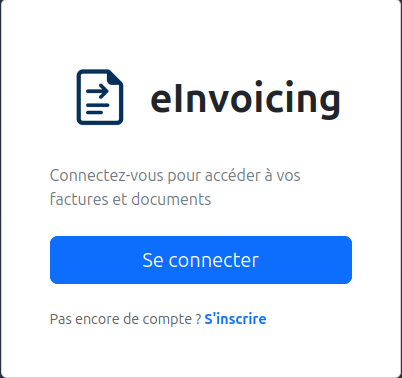 eInvoicing
Connectez-vous pour accéder à vos
factures et documents
Se connecter
Pas encore de compte ? S'inscrire